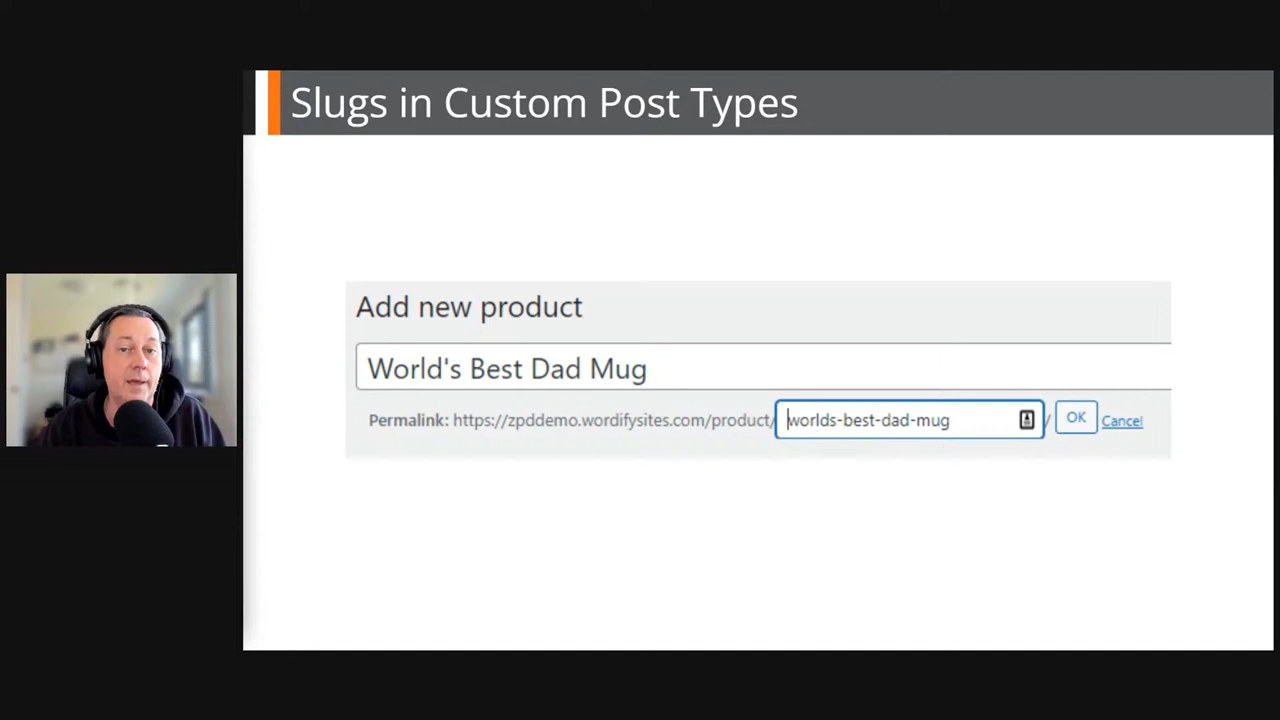 Slugs in Custom Post Types
Add new product
World's Best Dad Mug
Permalink: https://zpddemo.wordifysites.com/product/ worlds-best-dad-mug / OK Cancel